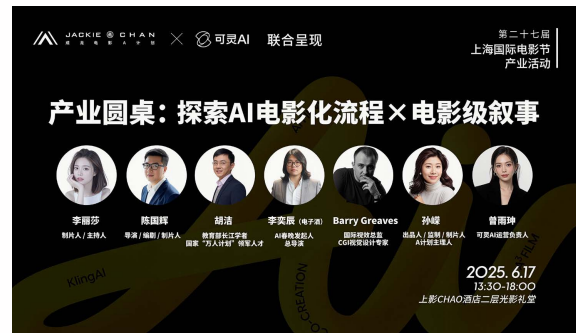 JACKIE CHAN
成龙电影A计划
可灵AI
联合呈现
第二十七届
上海国际电影节
产业活动
产业圆桌：探索AI电影化流程×电影级叙事
李丽莎
制片人 / 主持人
陈国辉
导演 / 编剧 / 制片人
胡洁
教育部长江学者
国家“万人计划”领军人才
李奕辰（电子酒）
AI春晚发起人
总导演
Barry Greaves
国际视效总监
CGI视觉设计专家
孙嵘
出品人 / 监制 / 制片人
A计划主理人
曾雨珅
可灵AI运营负责人
KlingAI
CO CREATION
FILM
2025. 6.17
13:30-18:00
上影CHAO酒店二层光影礼堂